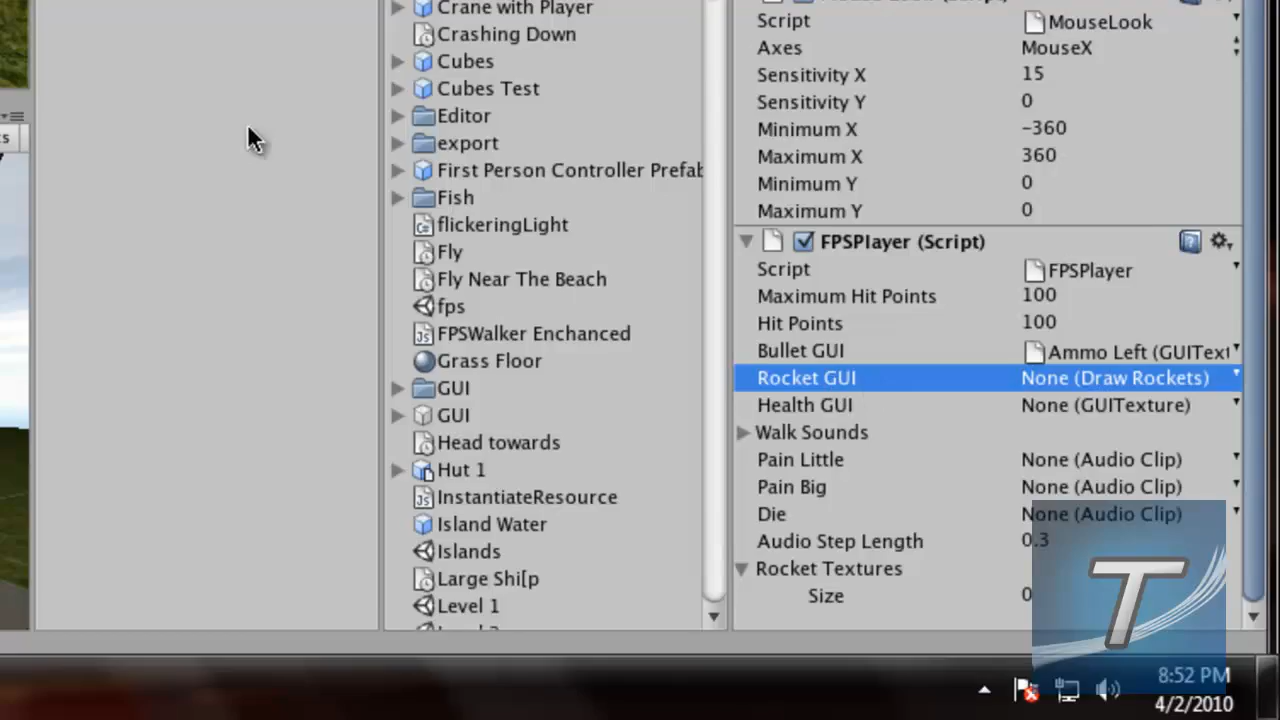 Crane with Player
Crashing Down
Cubes
Cubes Test
Editor
export
First Person Controller Prefab
Fish
flickeringLight
Fly
Fly Near The Beach
fps
FPSWalker Enchanced
Grass Floor
GUI
GUI
Head towards
Hut 1
InstantiateResource
Island Water
Islands
Large Shi[p
Level 1
Script MouseLook
Axes MouseX
Sensitivity X 15
Sensitivity Y 0
Minimum X -360
Maximum X 360
Minimum Y 0
Maximum Y 0
FPSPlayer (Script)
Script FPSPlayer
Maximum Hit Points 100
Hit Points 100
Bullet GUI Ammo Left (GUIText
Rocket GUI None (Draw Rockets)
Health GUI None (GUITexture)
Walk Sounds
Pain Little None (Audio Clip)
Pain Big None (Audio Clip)
Die None (Audio Clip)
Audio Step Length 0.3
Rocket Textures
Size 0
T
8:52 PM
4/2/2010